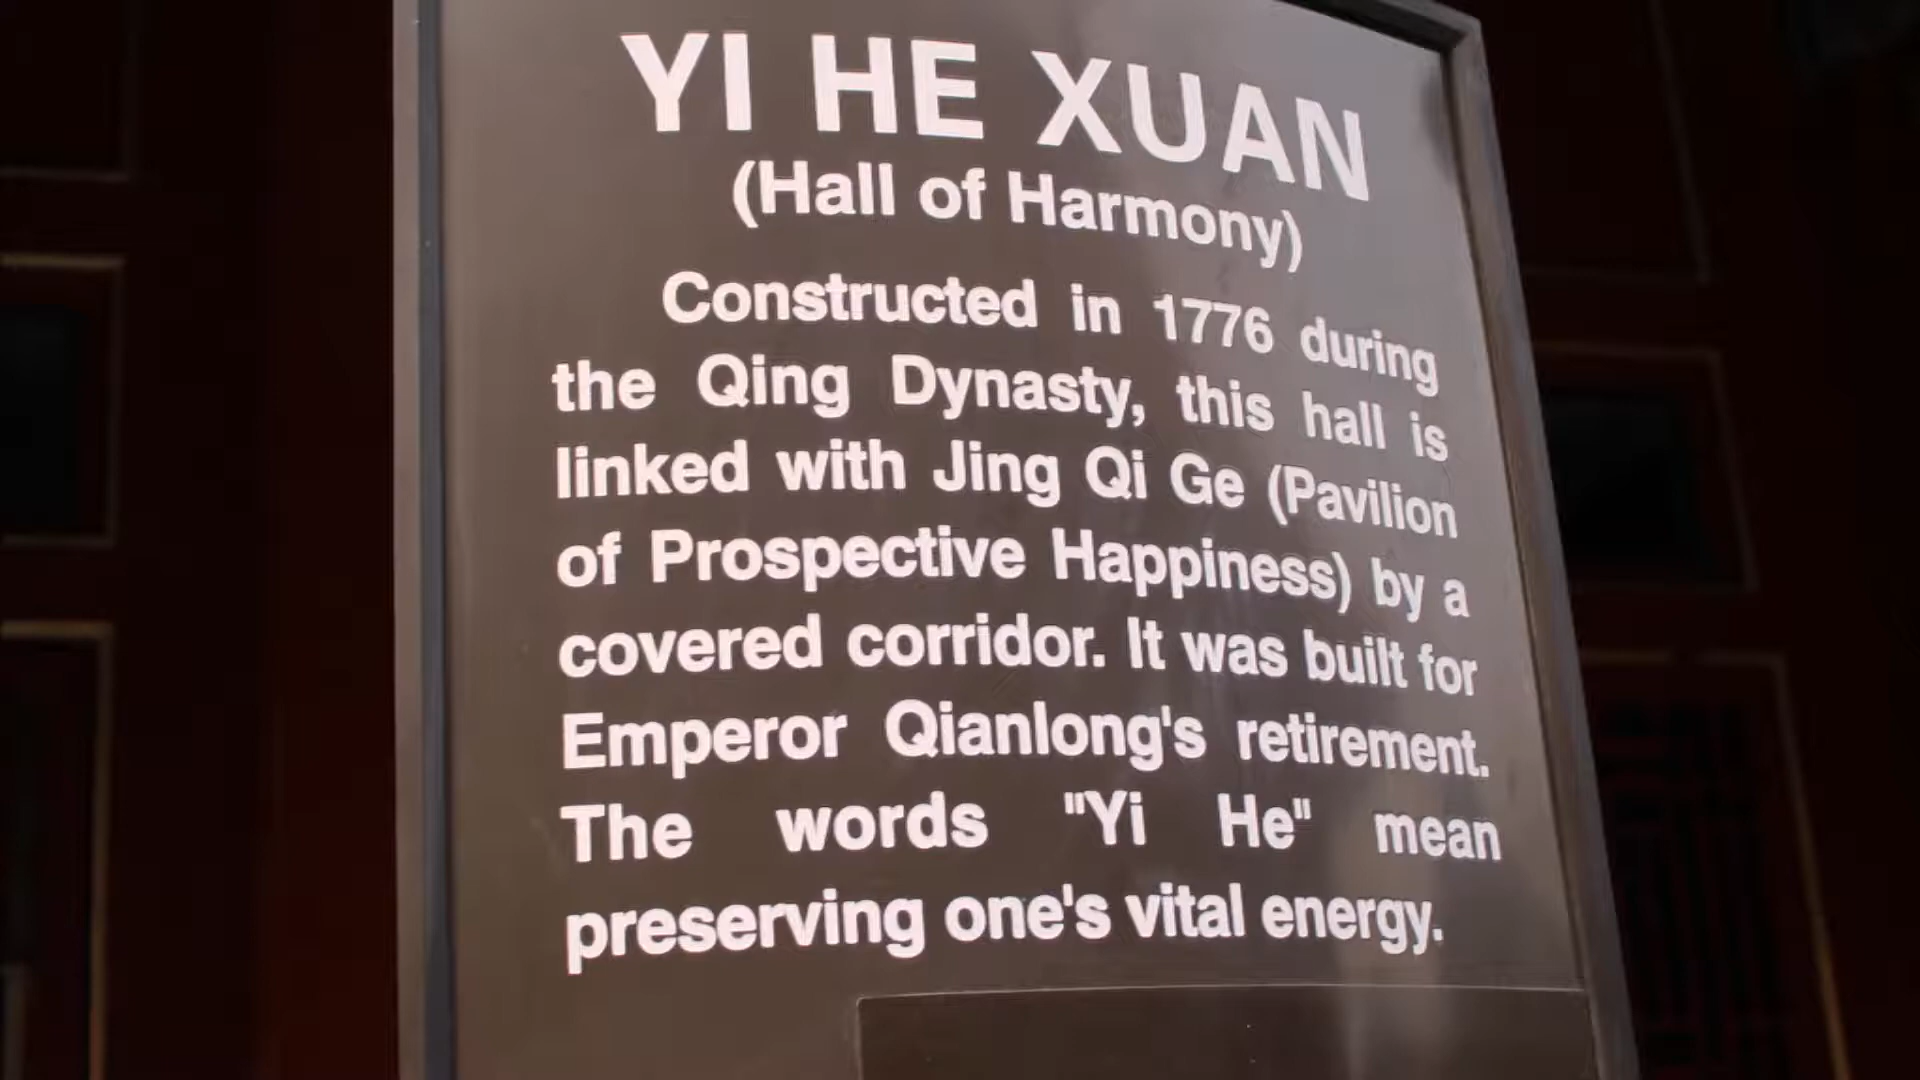 YI HE XUAN
(Hall of Harmony)
Constructed in 1776 during
the Qing Dynasty, this hall is
linked with Jing Qi Ge (Pavilion
of Prospective Happiness) by a
covered corridor. It was built for
Emperor Qianlong's retirement.
The words "Yi He" mean
preserving one's vital energy.